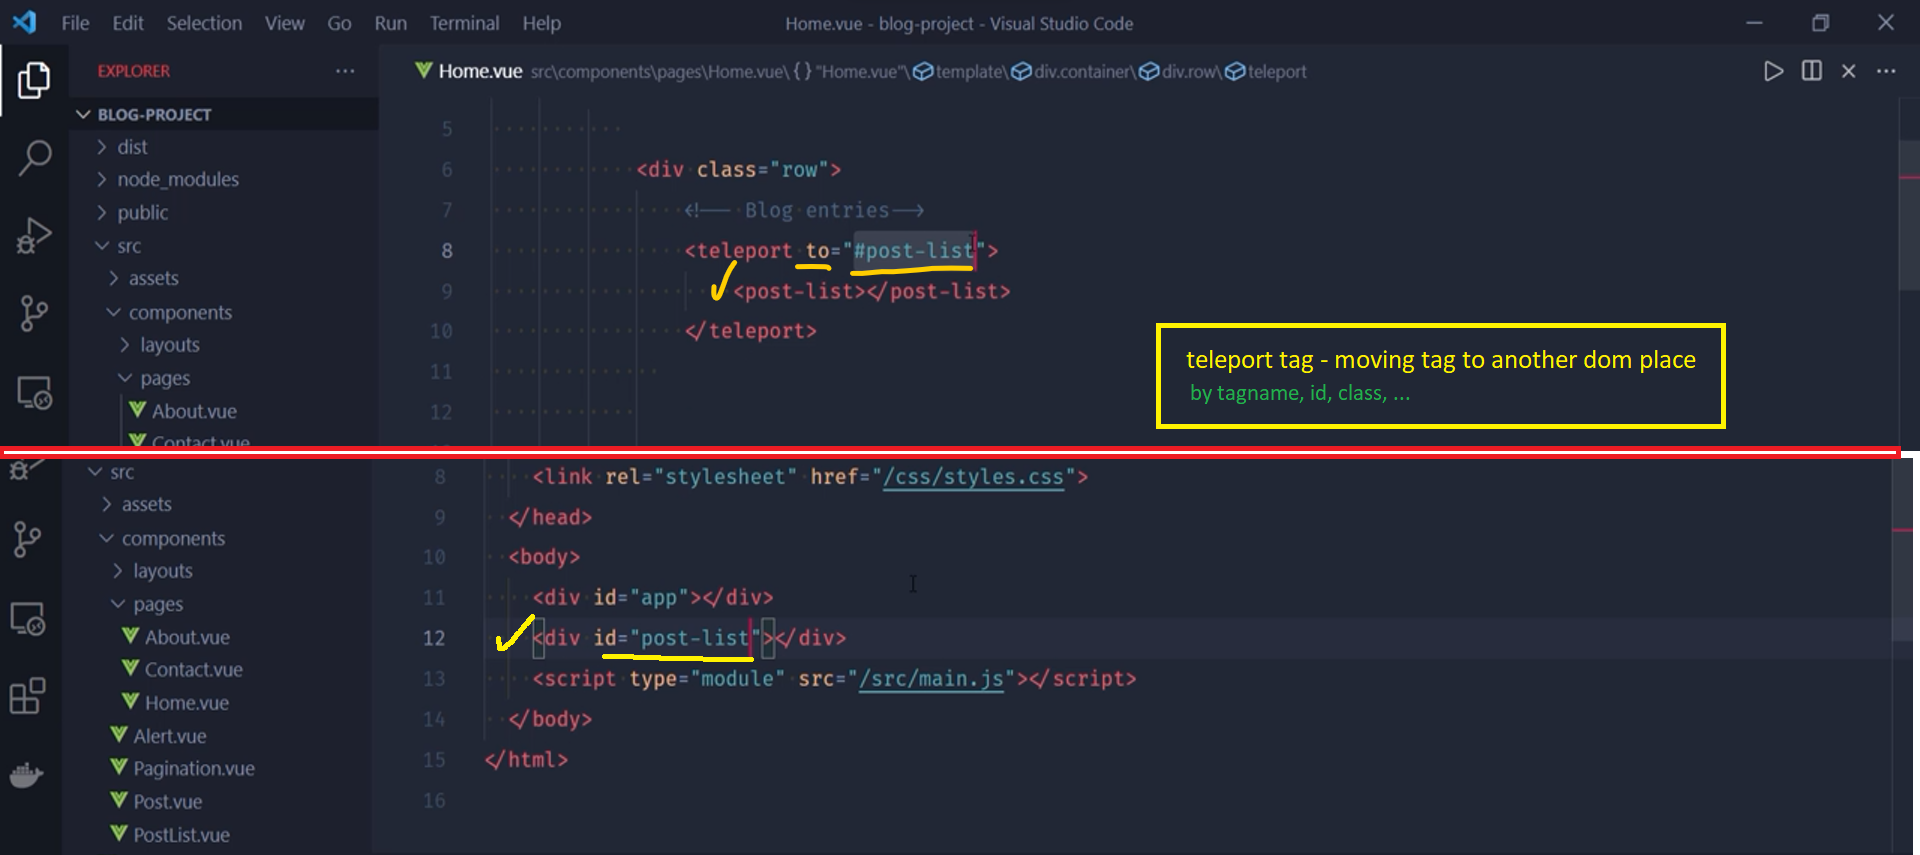 File Edit Selection View Go Run Terminal Help
Home.vue - blog-project - Visual Studio Code
EXPLORER
Home.vue src\components\pages\Home.vue\ {} "Home.vue"\ template\ div.container\ div.row\ teleport
BLOG-PROJECT
dist
node_modules
public
src
assets
components
layouts
pages
About.vue
Contact.vue
5
6 <div class="row">
7 <!-- Blog entries-->
8 <teleport to="#post-list">
9 <post-list></post-list>
10 </teleport>
11
12
teleport tag - moving tag to another dom place
by tagname, id, class, ...
src
assets
components
layouts
pages
About.vue
Contact.vue
Home.vue
Alert.vue
Pagination.vue
Post.vue
PostList.vue
8 <link rel="stylesheet" href="/css/styles.css">
9 </head>
10 <body>
11 <div id="app"></div>
12 <div id="post-list"></div>
13 <script type="module" src="/src/main.js"></script>
14 </body>
15 </html>
16